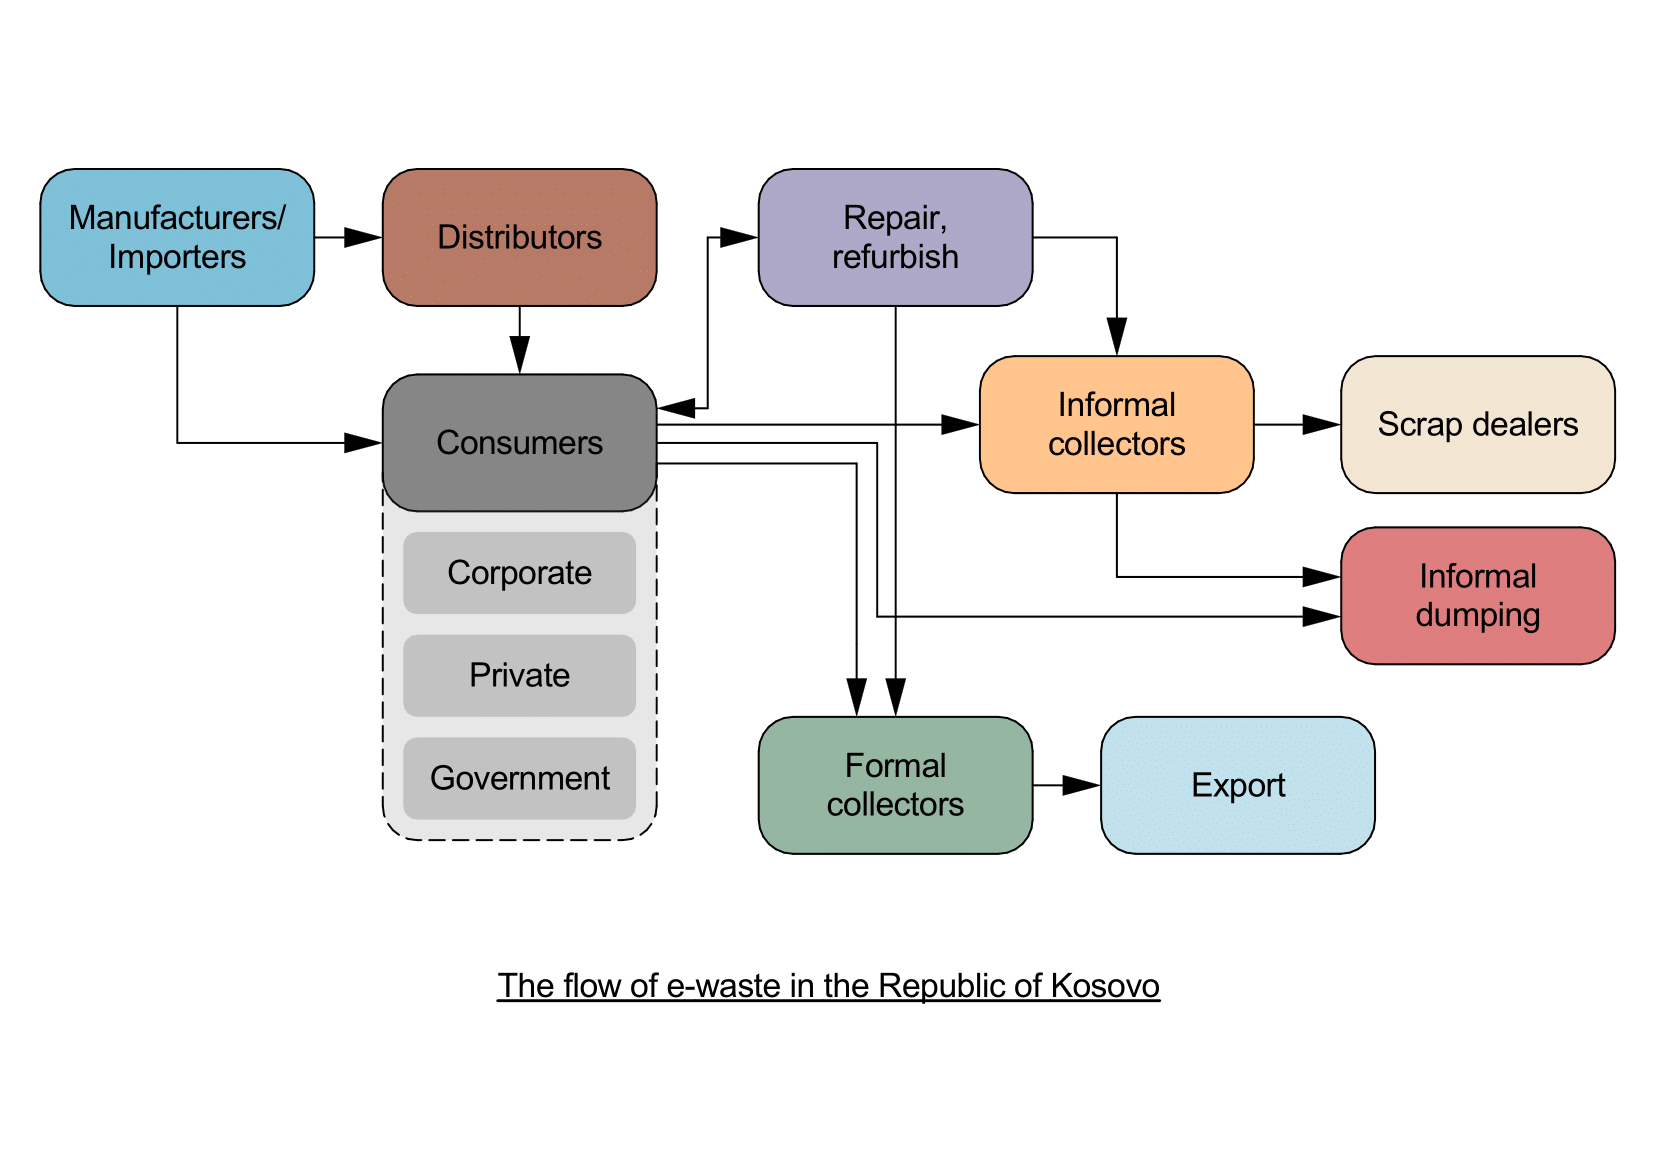 Manufacturers/
Importers
Distributors
Repair,
refurbish
Consumers
Informal
collectors
Scrap dealers
Corporate
Private
Government
Informal
dumping
Formal
collectors
Export
The flow of e-waste in the Republic of Kosovo